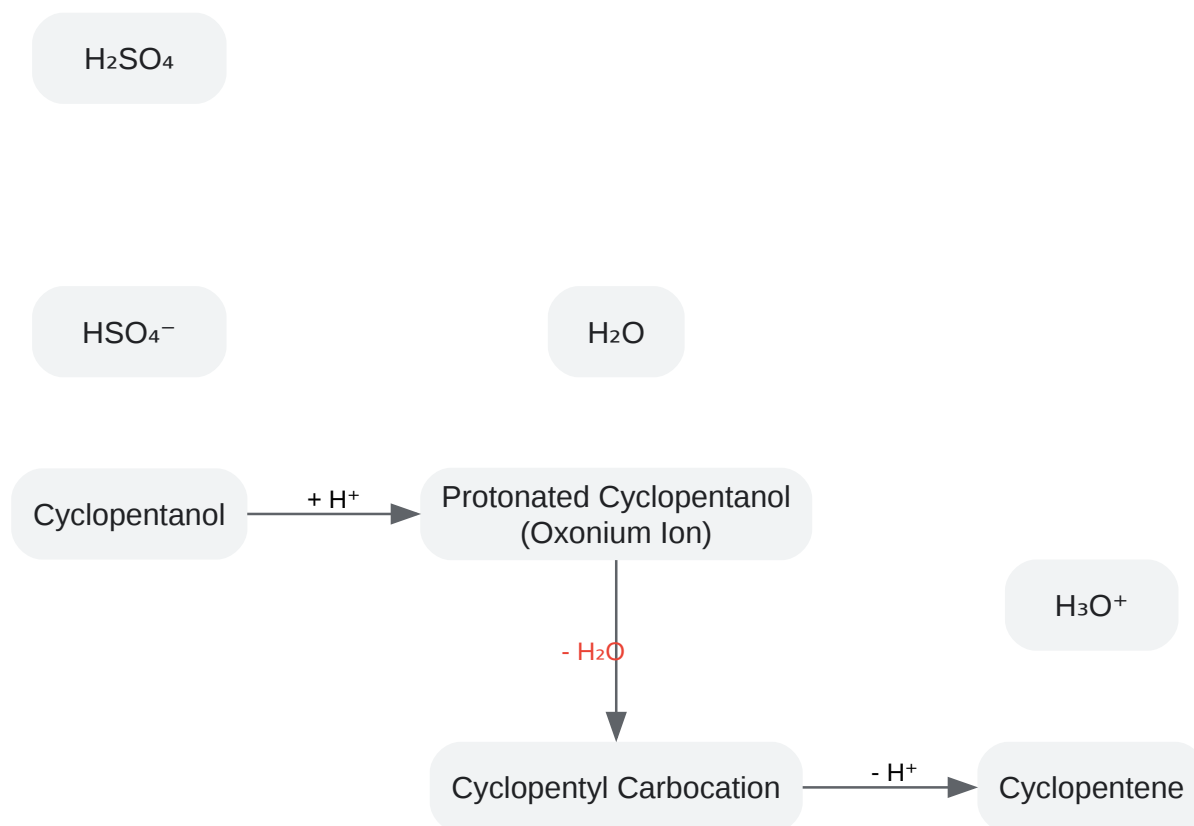 H₂SO₄
HSO₄⁻
H₂O
Cyclopentanol
+ H⁺
Protonated Cyclopentanol
(Oxonium Ion)
H₃O⁺
- H₂O
Cyclopentyl Carbocation
- H⁺
Cyclopentene